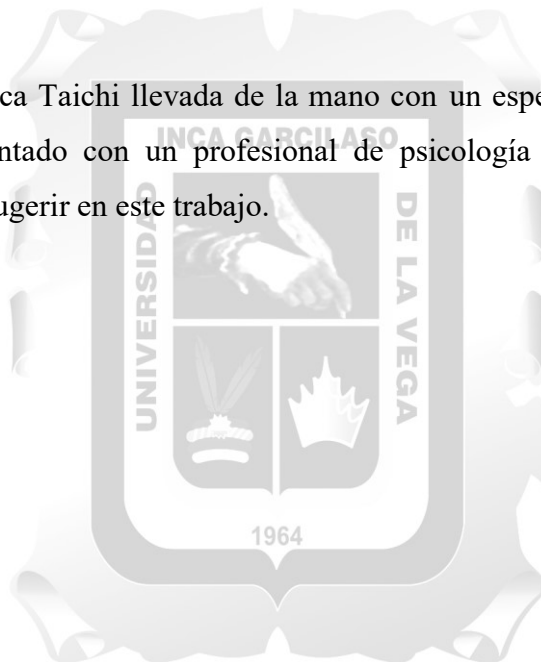 ca Taichi llevada de la mano con un espe
ntado con un profesional de psicología
ugerir en este trabajo.
INCA GARCILASO
UNIVERSIDAD
DE LA VEGA
1964